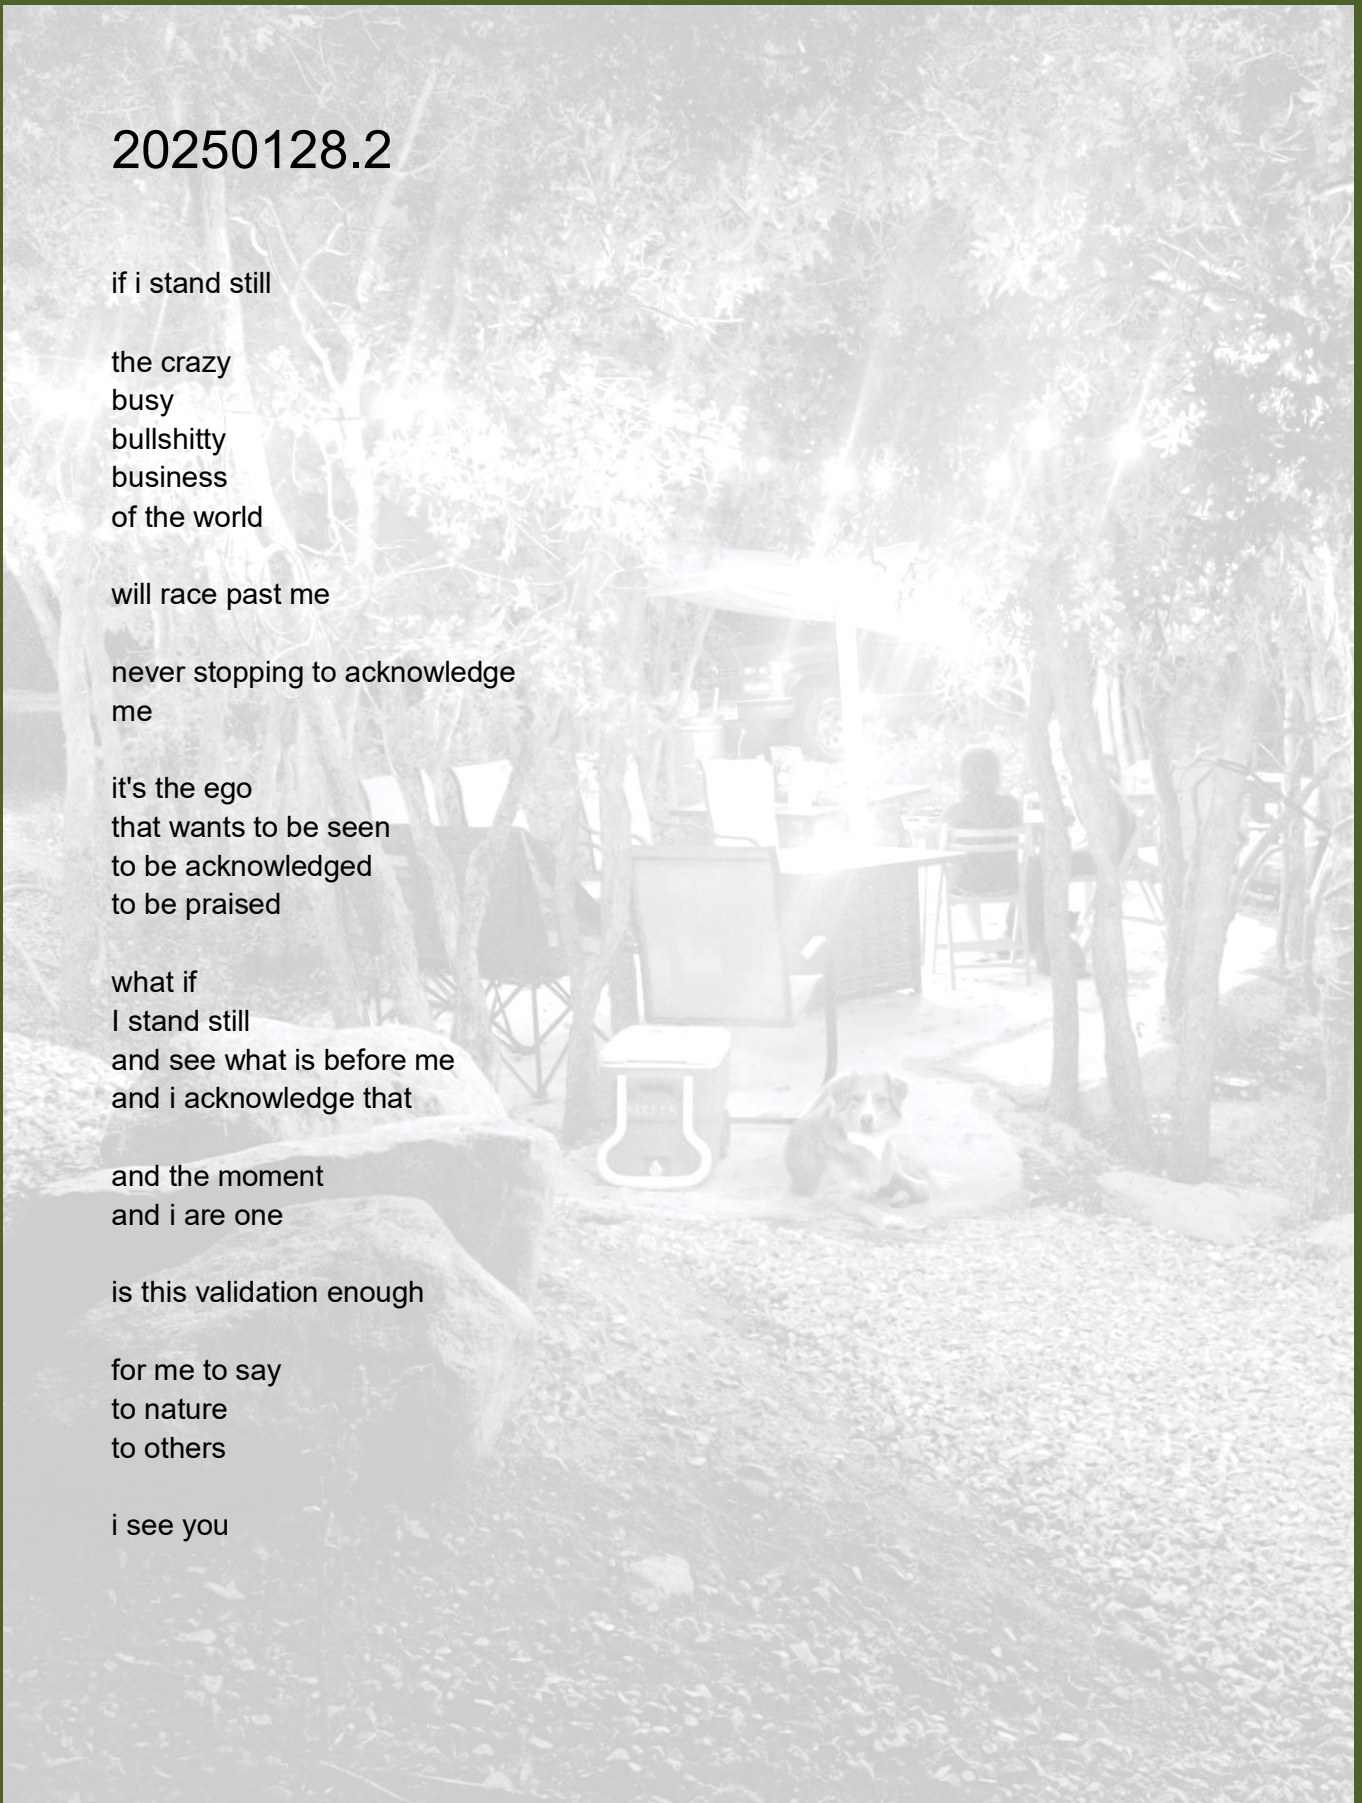 20250128.2
if i stand still
the crazy
busy
bullshitty
business
of the world
will race past me
never stopping to acknowledge
me
it's the ego
that wants to be seen
to be acknowledged
to be praised
what if
I stand still
and see what is before me
and i acknowledge that
and the moment
and i are one
is this validation enough
for me to say
to nature
to others
i see you